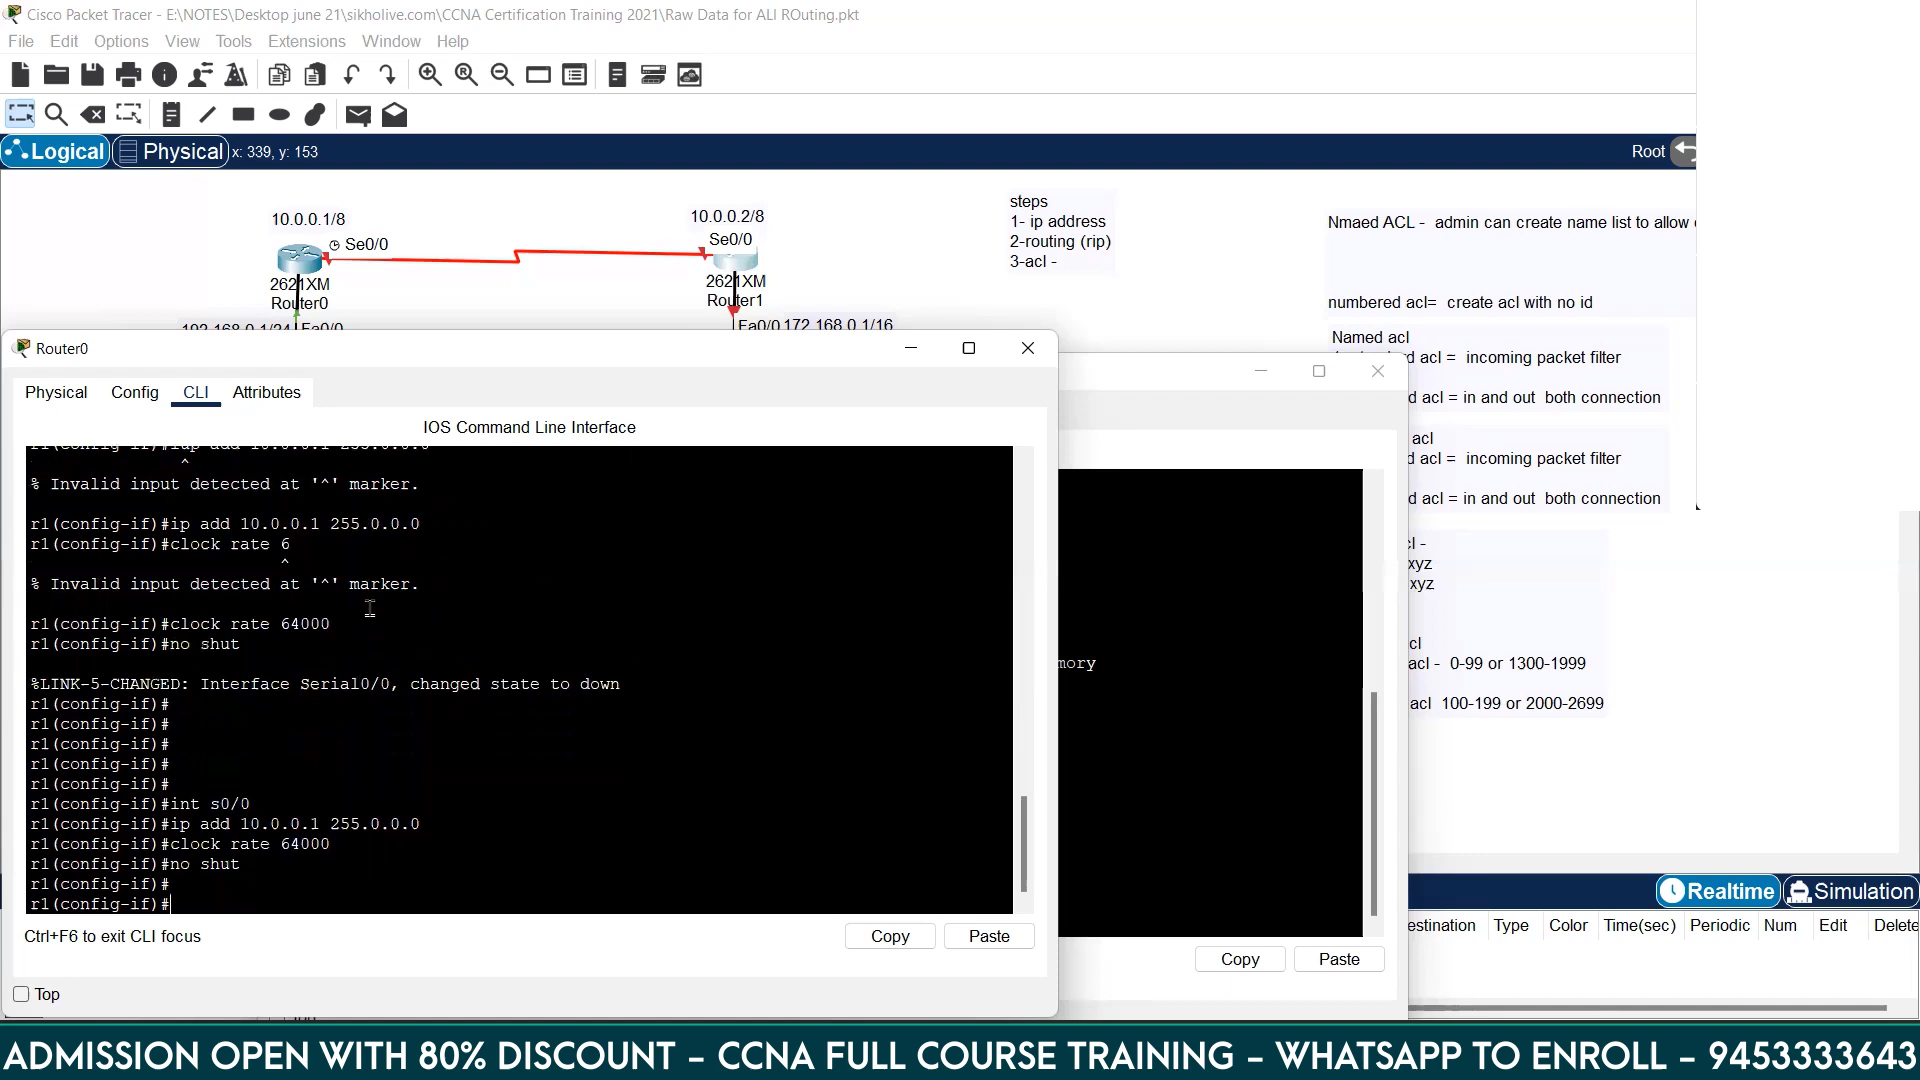 Cisco Packet Tracer - E:\NOTES\Desktop june 21\sikholive.com\CCNA Certification Training 2021\Raw Data for ALl ROuting.pkt
File Edit Options View Tools Extensions Window Help
Logical Physical x: 339, y: 153
Root
10.0.0.1/8
Se0/0
2621XM
Router0
192.168.0.1/24 Fa0/0
10.0.0.2/8
Se0/0
2621XM
Router1
Fa0/0 172.168.0.1/16
steps
1- ip address
2-routing (rip)
3-acl -
Nmaed ACL - admin can create name list to allow
numbered acl= create acl with no id
Named acl
d acl = incoming packet filter
d acl = in and out both connection
acl
d acl = incoming packet filter
d acl = in and out both connection
cl -
xyz
xyz
cl
acl - 0-99 or 1300-1999
acl 100-199 or 2000-2699
Router0
Physical Config CLI Attributes
IOS Command Line Interface
^
% Invalid input detected at '^' marker.
r1(config-if)#ip add 10.0.0.1 255.0.0.0
r1(config-if)#clock rate 6
^
% Invalid input detected at '^' marker.
r1(config-if)#clock rate 64000
r1(config-if)#no shut
%LINK-5-CHANGED: Interface Serial0/0, changed state to down
r1(config-if)#
r1(config-if)#
r1(config-if)#
r1(config-if)#
r1(config-if)#
r1(config-if)#int s0/0
r1(config-if)#ip add 10.0.0.1 255.0.0.0
r1(config-if)#clock rate 64000
r1(config-if)#no shut
r1(config-if)#
r1(config-if)#
Ctrl+F6 to exit CLI focus
Copy Paste
Top
mory
Copy Paste
Realtime Simulation
estination Type Color Time(sec) Periodic Num Edit Delete
ADMISSION OPEN WITH 80% DISCOUNT - CCNA FULL COURSE TRAINING - WHATSAPP TO ENROLL - 9453333643